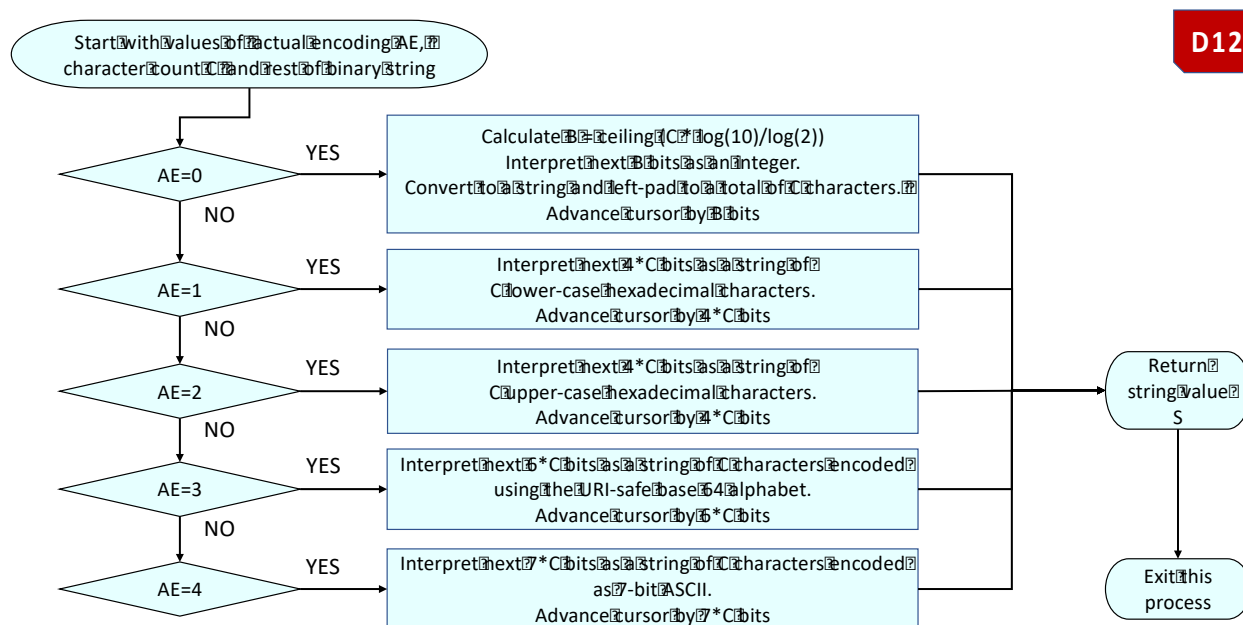 Start with values of actual encoding AE,
character count C and rest of binary string
D12
AE=0
YES
Calculate B = ceiling (C * log(10)/log(2))
Interpret next B bits as an integer.
Convert to a string and left-pad to a total of C characters.
Advance cursor by B bits
NO
AE=1
YES
Interpret next 4*C bits as a string of
C lower-case hexadecimal characters.
Advance cursor by 4*C bits
NO
AE=2
YES
Interpret next 4*C bits as a string of
C upper-case hexadecimal characters.
Advance cursor by 4*C bits
NO
AE=3
YES
Interpret next 6*C bits as a string of C characters encoded
using the URI-safe base 64 alphabet.
Advance cursor by 6*C bits
NO
AE=4
YES
Interpret next 7*C bits as a string of C characters encoded
as 7-bit ASCII.
Advance cursor by 7*C bits
Return
string value
S
Exit this
process